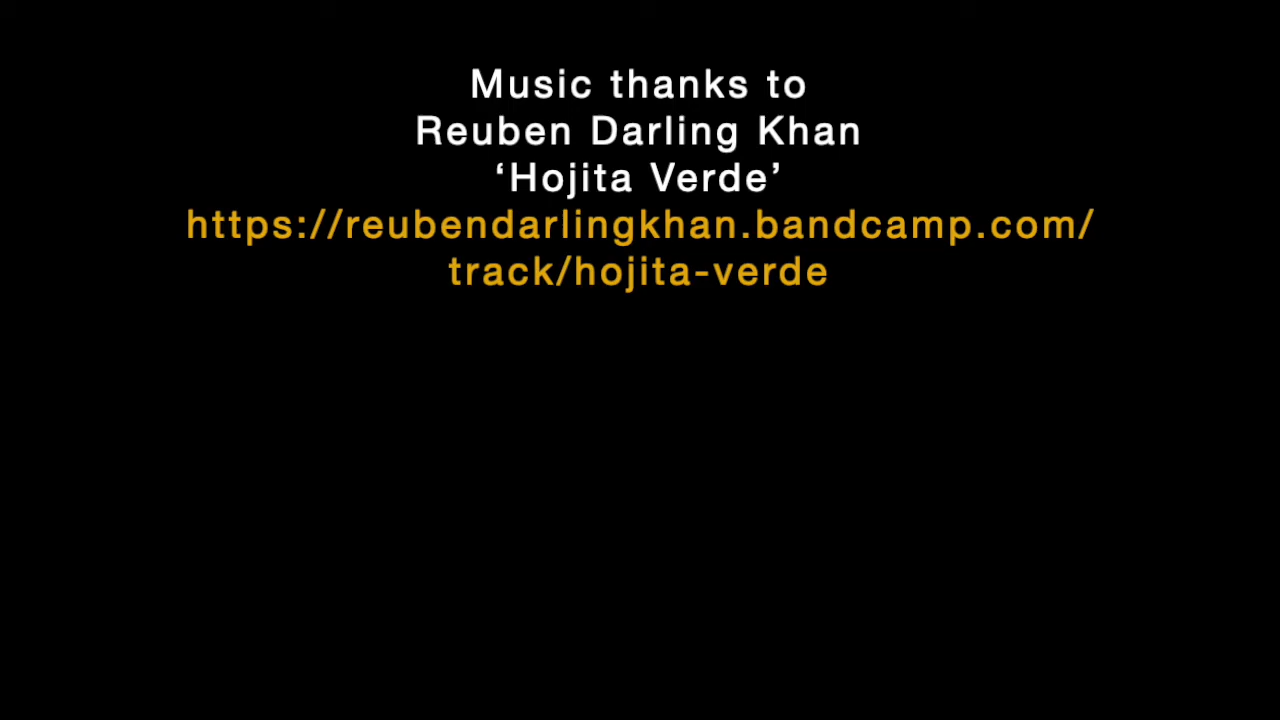 Music thanks to
Reuben Darling Khan
‘Hojita Verde’
https://reubendarlingkhan.bandcamp.com/
track/hojita-verde